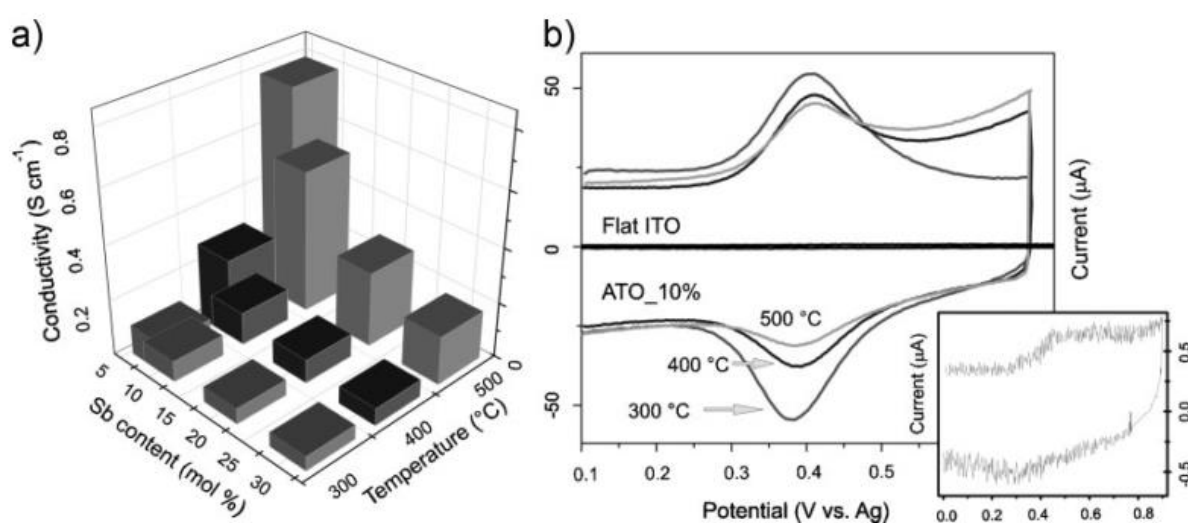 a)
Conductivity (S cm⁻¹)
0.8
0.6
0.4
0.2
5
10
15
20
25
30
Sb content (mol %)
300
400
500
Temperature (°C)
0
b)
50
0
-50
Flat ITO
ATO_10%
500 °C
400 °C
300 °C
0.1
0.2
0.3
0.4
0.5
Potential (V vs. Ag)
Current (µA)
Current (µA)
0.5
0.0
-0.5
0.0
0.2
0.4
0.6
0.8